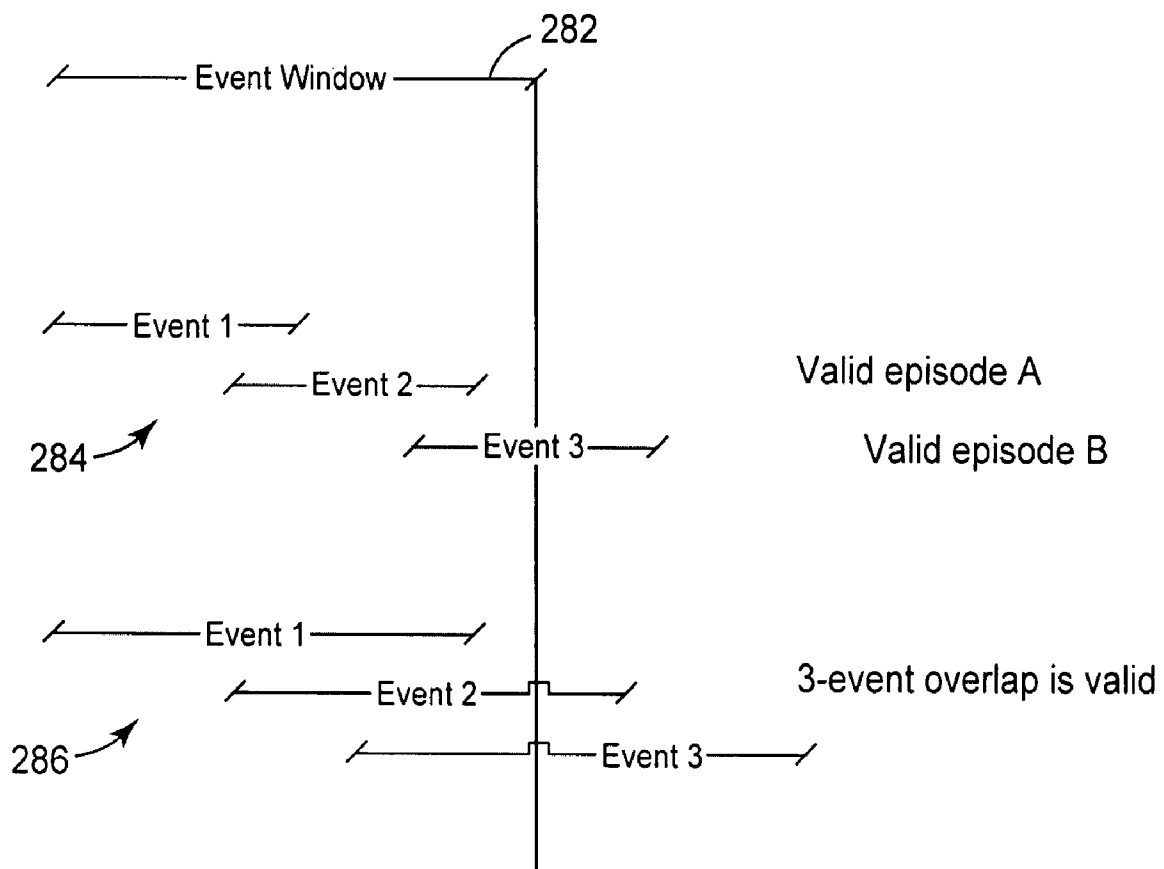 282
Event Window
Event 1
Event 2
Valid episode A
284
Event 3
Valid episode B
Event 1
Event 2
3-event overlap is valid
286
Event 3